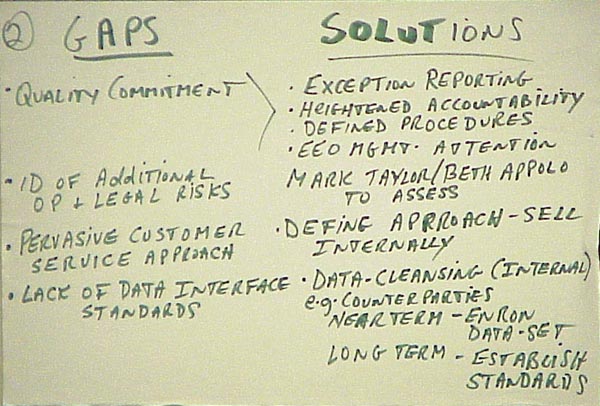 ② GAPS
• QUALITY COMMITMENT
• ID OF ADDITIONAL
OP + LEGAL RISKS
• PERVASIVE CUSTOMER
SERVICE APPROACH
• LACK OF DATA INTERFACE
STANDARDS
SOLUTIONS
• EXCEPTION REPORTING
• HEIGHTENED ACCOUNTABILITY
• DEFINED PROCEDURES
• EEO MGMT. ATTENTION
MARK TAYLOR/BETH APPOLO
TO ASSESS
• DEFINE APPROACH - SELL
INTERNALLY
• DATA-CLEANSING (INTERNAL)
e.g. COUNTERPARTIES
NEAR TERM - ENRON
DATA-SET
LONG TERM - ESTABLISH
STANDARDS